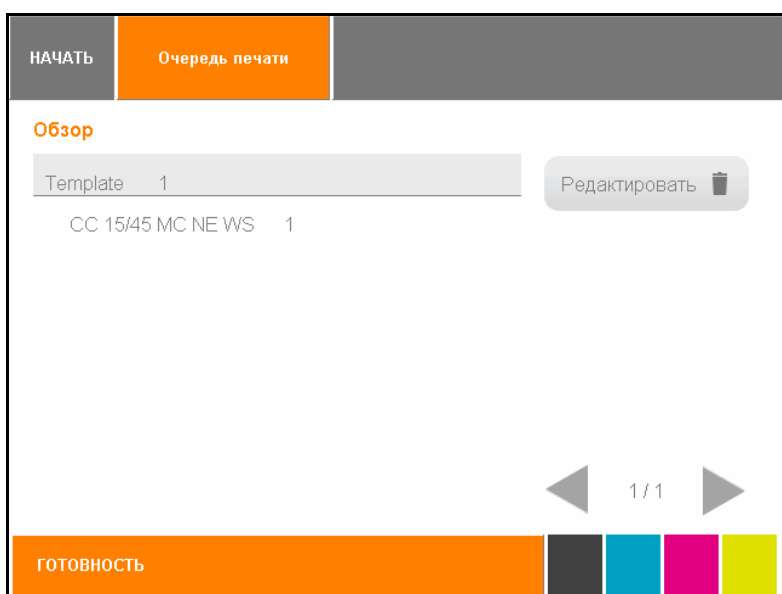 НАЧАТЬ Очередь печати
Обзор
Template 1
Редактировать
CC 15/45 MC NE WS 1
1 / 1
ГОТОВНОСТЬ